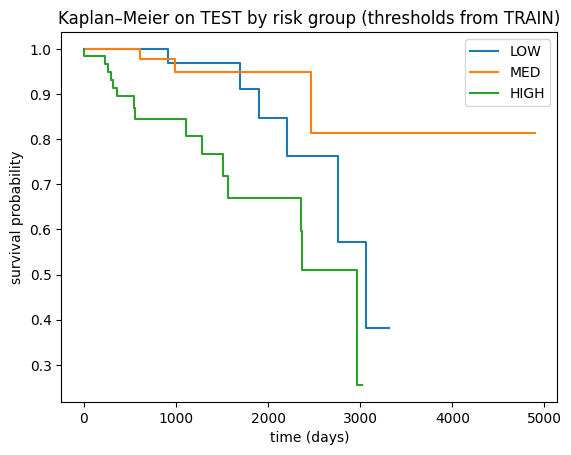 Kaplan–Meier on TEST by risk group (thresholds from TRAIN)
LOW
MED
HIGH
survival probability
1.0
0.9
0.8
0.7
0.6
0.5
0.4
0.3
0
1000
2000
3000
4000
5000
time (days)